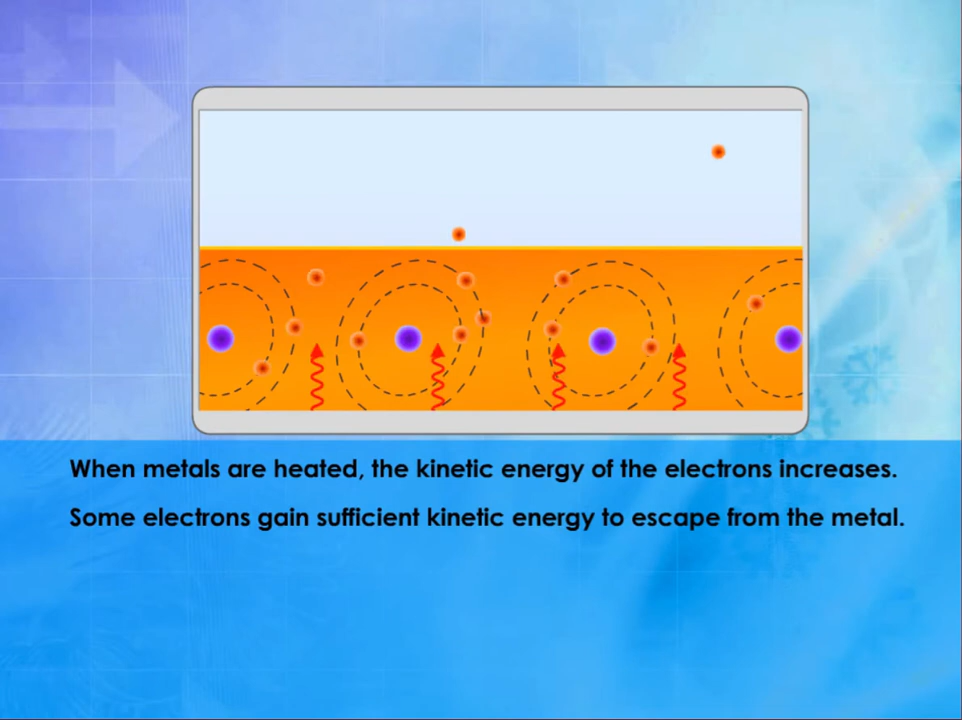 When metals are heated, the kinetic energy of the electrons increases.
Some electrons gain sufficient kinetic energy to escape from the metal.